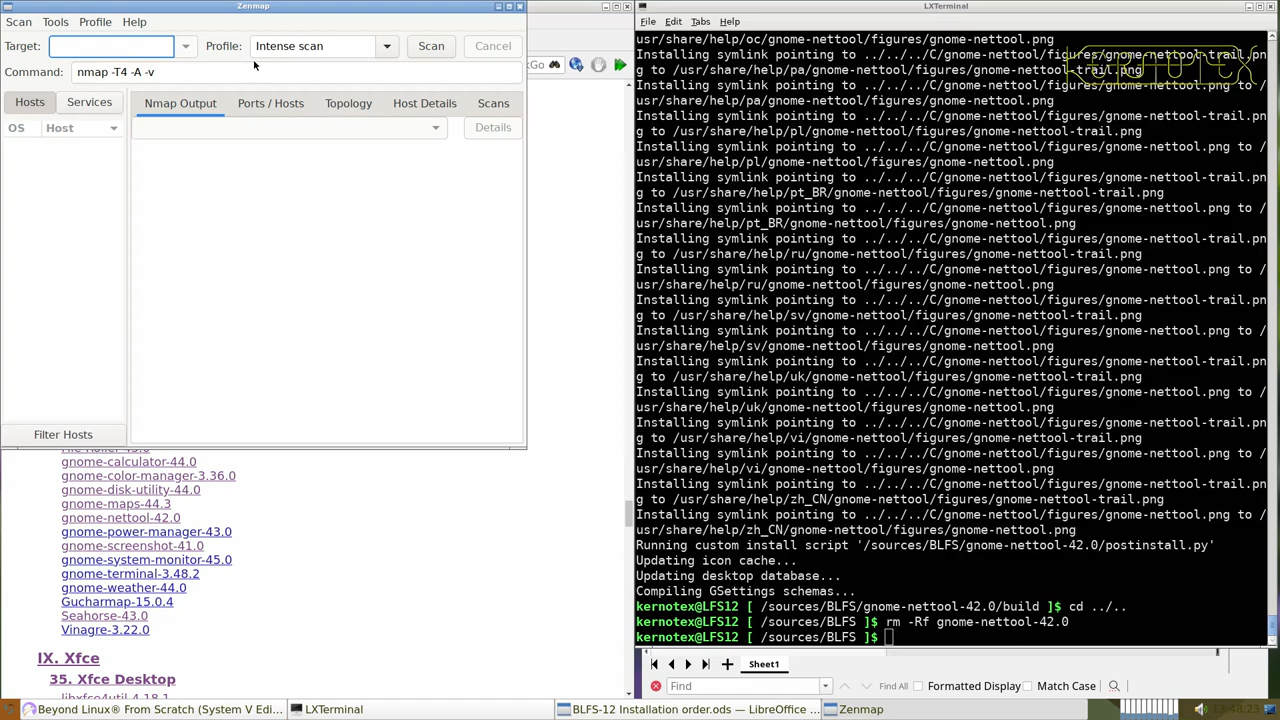 Zenmap
Scan Tools Profile Help
Target: Profile: Intense scan Scan Cancel
Command: nmap -T4 -A -v
Hosts Services
OS Host
Nmap Output Ports / Hosts Topology Host Details Scans
Details
Filter Hosts
Go
gnome-calculator-44.0
gnome-color-manager-3.36.0
gnome-disk-utility-44.0
gnome-maps-44.3
gnome-nettool-42.0
gnome-power-manager-43.0
gnome-screenshot-41.0
gnome-system-monitor-45.0
gnome-terminal-3.48.2
gnome-weather-44.0
Gucharmap-15.0.4
Seahorse-43.0
Vinagre-3.22.0
IX. Xfce
35. Xfce Desktop
libxfce4util-4.18.1
LXTerminal
File Edit Tabs Help
KERNOTEX
usr/share/help/oc/gnome-nettool/figures/gnome-nettool.png
Installing symlink pointing to ../../../C/gnome-nettool/figures/gnome-nettool-trail.pn
g to /usr/share/help/pa/gnome-nettool/figures/gnome-nettool-trail.png
Installing symlink pointing to ../../../C/gnome-nettool/figures/gnome-nettool.png to /
usr/share/help/pa/gnome-nettool/figures/gnome-nettool.png
Installing symlink pointing to ../../../C/gnome-nettool/figures/gnome-nettool-trail.pn
g to /usr/share/help/pl/gnome-nettool/figures/gnome-nettool-trail.png
Installing symlink pointing to ../../../C/gnome-nettool/figures/gnome-nettool.png to /
usr/share/help/pl/gnome-nettool/figures/gnome-nettool.png
Installing symlink pointing to ../../../C/gnome-nettool/figures/gnome-nettool-trail.pn
g to /usr/share/help/pt_BR/gnome-nettool/figures/gnome-nettool-trail.png
Installing symlink pointing to ../../../C/gnome-nettool/figures/gnome-nettool.png to /
usr/share/help/pt_BR/gnome-nettool/figures/gnome-nettool.png
Installing symlink pointing to ../../../C/gnome-nettool/figures/gnome-nettool-trail.pn
g to /usr/share/help/ru/gnome-nettool/figures/gnome-nettool-trail.png
Installing symlink pointing to ../../../C/gnome-nettool/figures/gnome-nettool.png to /
usr/share/help/ru/gnome-nettool/figures/gnome-nettool.png
Installing symlink pointing to ../../../C/gnome-nettool/figures/gnome-nettool-trail.pn
g to /usr/share/help/sv/gnome-nettool/figures/gnome-nettool-trail.png
Installing symlink pointing to ../../../C/gnome-nettool/figures/gnome-nettool.png to /
usr/share/help/sv/gnome-nettool/figures/gnome-nettool.png
Installing symlink pointing to ../../../C/gnome-nettool/figures/gnome-nettool-trail.pn
g to /usr/share/help/uk/gnome-nettool/figures/gnome-nettool-trail.png
Installing symlink pointing to ../../../C/gnome-nettool/figures/gnome-nettool.png to /
usr/share/help/uk/gnome-nettool/figures/gnome-nettool.png
Installing symlink pointing to ../../../C/gnome-nettool/figures/gnome-nettool-trail.pn
g to /usr/share/help/vi/gnome-nettool/figures/gnome-nettool-trail.png
Installing symlink pointing to ../../../C/gnome-nettool/figures/gnome-nettool.png to /
usr/share/help/vi/gnome-nettool/figures/gnome-nettool.png
Installing symlink pointing to ../../../C/gnome-nettool/figures/gnome-nettool-trail.pn
g to /usr/share/help/zh_CN/gnome-nettool/figures/gnome-nettool-trail.png
Installing symlink pointing to ../../../C/gnome-nettool/figures/gnome-nettool.png to /
usr/share/help/zh_CN/gnome-nettool/figures/gnome-nettool.png
Running custom install script '/sources/BLFS/gnome-nettool-42.0/postinstall.py'
Updating icon cache...
Updating desktop database...
Compiling GSettings schemas...
kernotex@LFS12 [ /sources/BLFS/gnome-nettool-42.0/build ]$ cd ../..
kernotex@LFS12 [ /sources/BLFS ]$ rm -Rf gnome-nettool-42.0
kernotex@LFS12 [ /sources/BLFS ]$
Sheet1
Find Find All Formatted Display Match Case
Beyond Linux® From Scratch (System V Edi... LXTerminal BLFS-12 Installation order.ods — LibreOffice ... Zenmap 13:48:23